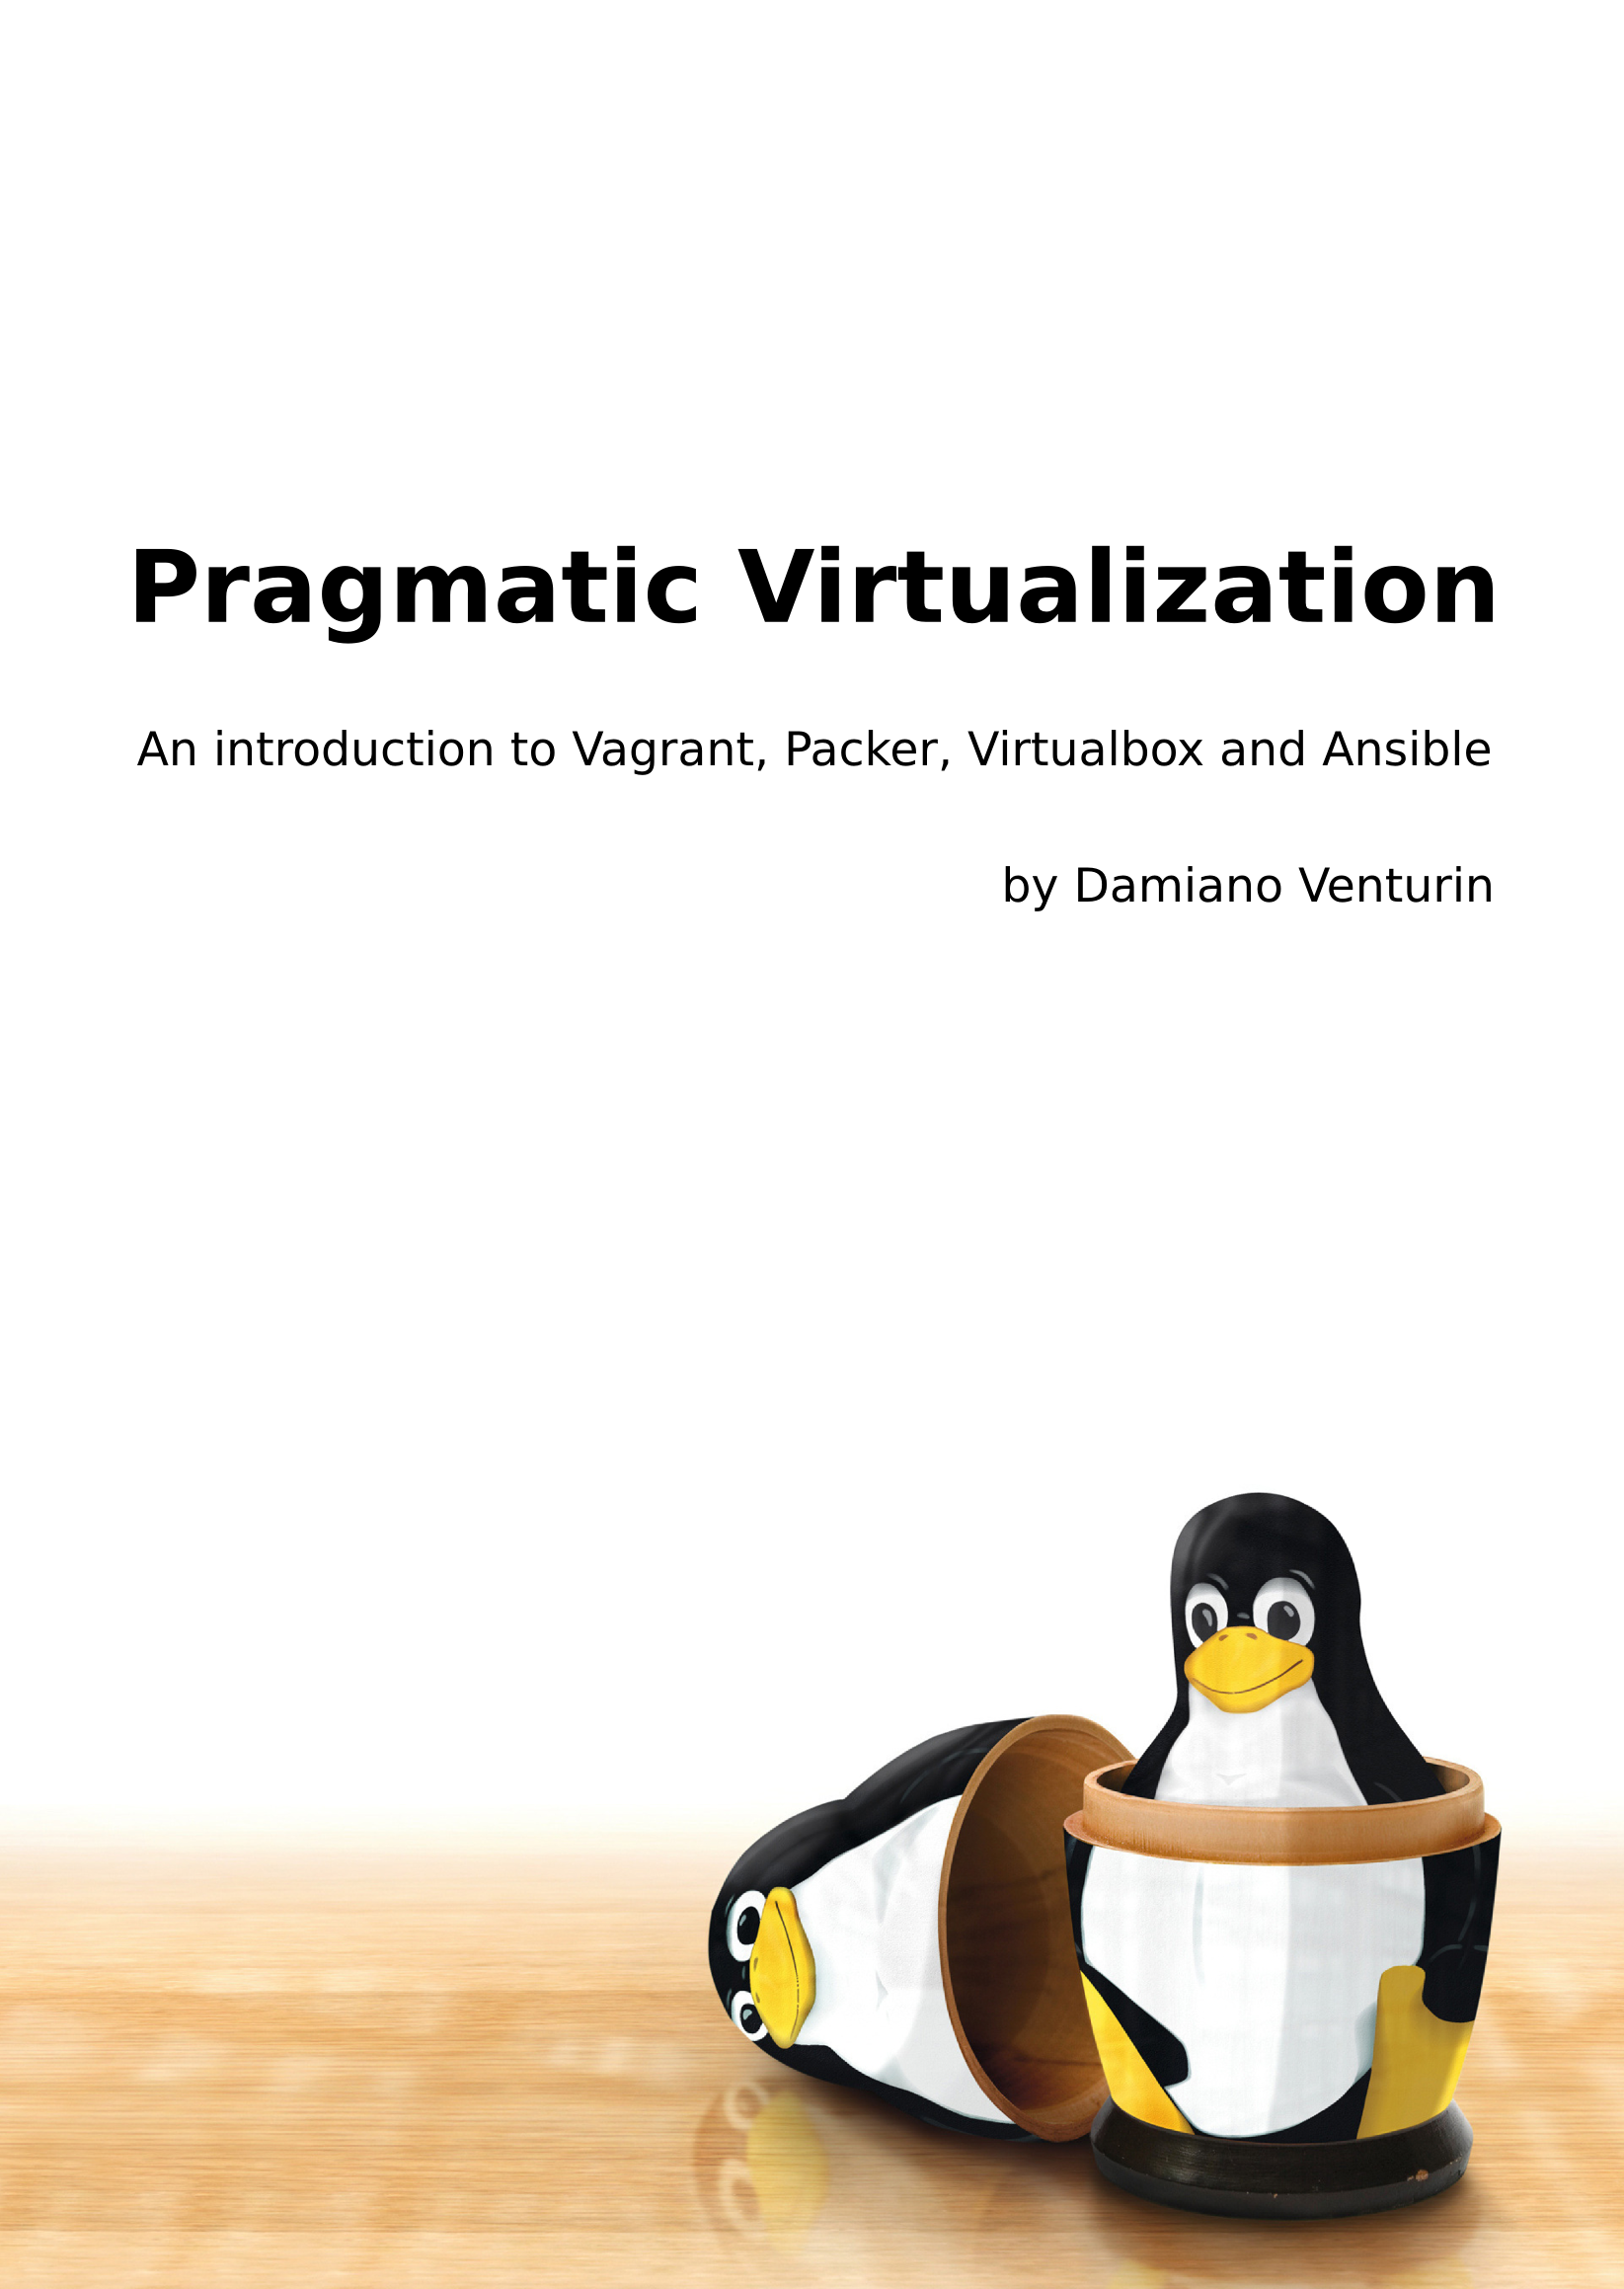 Pragmatic Virtualization
An introduction to Vagrant, Packer, Virtualbox and Ansible
by Damiano Venturin